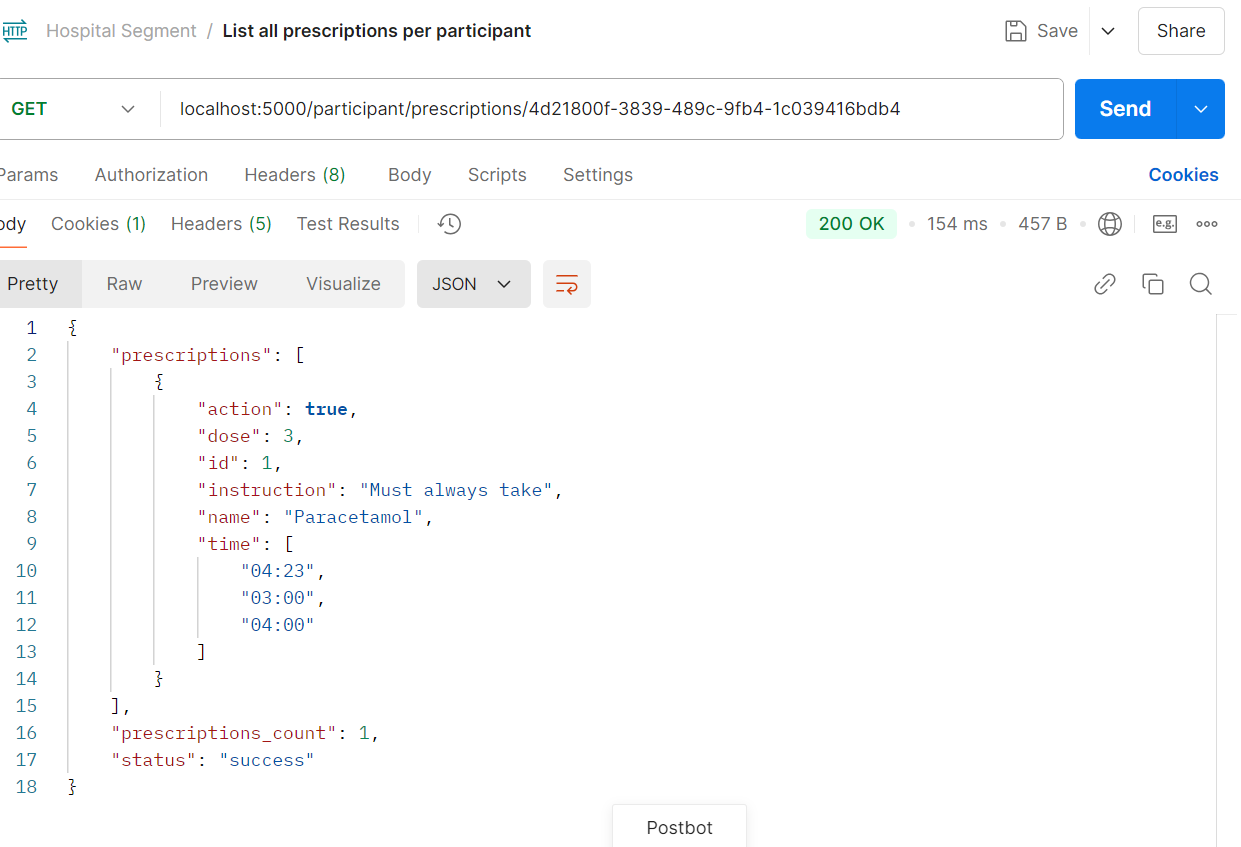 HTTP Hospital Segment / List all prescriptions per participant Save Share
GET localhost:5000/participant/prescriptions/4d21800f-3839-489c-9fb4-1c039416bdb4 Send
Params Authorization Headers (8) Body Scripts Settings Cookies
ody Cookies (1) Headers (5) Test Results 200 OK • 154 ms • 457 B • e.g.
Pretty Raw Preview Visualize JSON
1 {
2 "prescriptions": [
3 {
4 "action": true,
5 "dose": 3,
6 "id": 1,
7 "instruction": "Must always take",
8 "name": "Paracetamol",
9 "time": [
10 "04:23",
11 "03:00",
12 "04:00"
13 ]
14 }
15 ],
16 "prescriptions_count": 1,
17 "status": "success"
18 }
Postbot